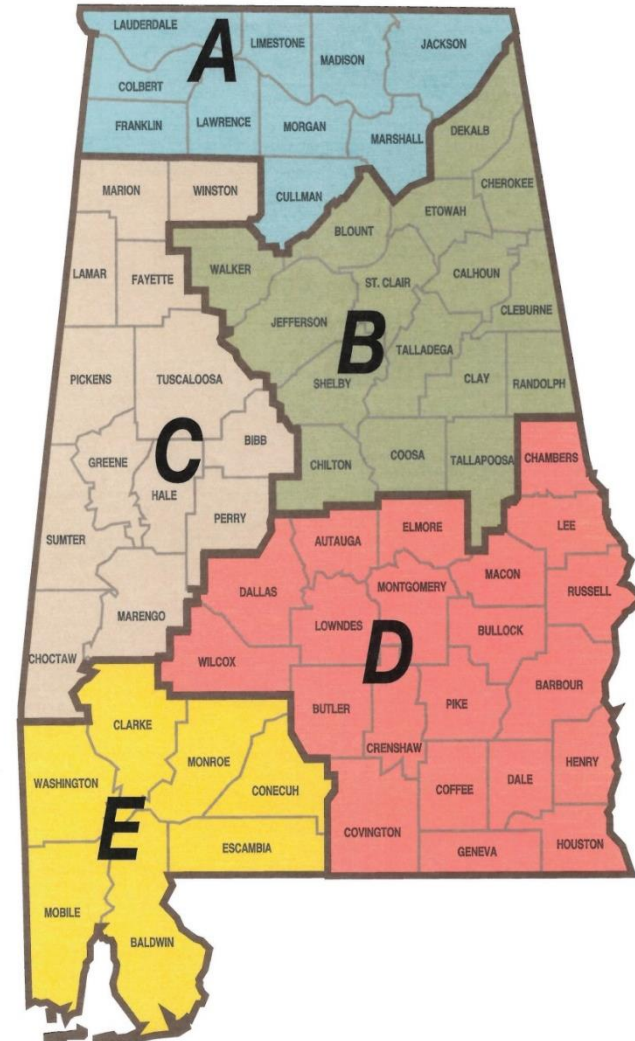 LAUDERDALE
LIMESTONE
MADISON
JACKSON
A
COLBERT
FRANKLIN
LAWRENCE
MORGAN
MARSHALL
DEKALB
CULLMAN
CHEROKEE
MARION
WINSTON
ETOWAH
BLOUNT
LAMAR
FAYETTE
WALKER
ST. CLAIR
CALHOUN
CLEBURNE
JEFFERSON
B
TALLADEGA
PICKENS
TUSCALOOSA
SHELBY
CLAY
RANDOLPH
BIBB
GREENE
C
HALE
CHILTON
COOSA
TALLAPOOSA
CHAMBERS
PERRY
SUMTER
AUTAUGA
ELMORE
LEE
MACON
DALLAS
MONTGOMERY
RUSSELL
MARENGO
LOWNDES
BULLOCK
CHOCTAW
WILCOX
D
BARBOUR
BUTLER
PIKE
CLARKE
CRENSHAW
MONROE
HENRY
WASHINGTON
CONECUH
COFFEE
DALE
E
COVINGTON
ESCAMBIA
GENEVA
HOUSTON
MOBILE
BALDWIN